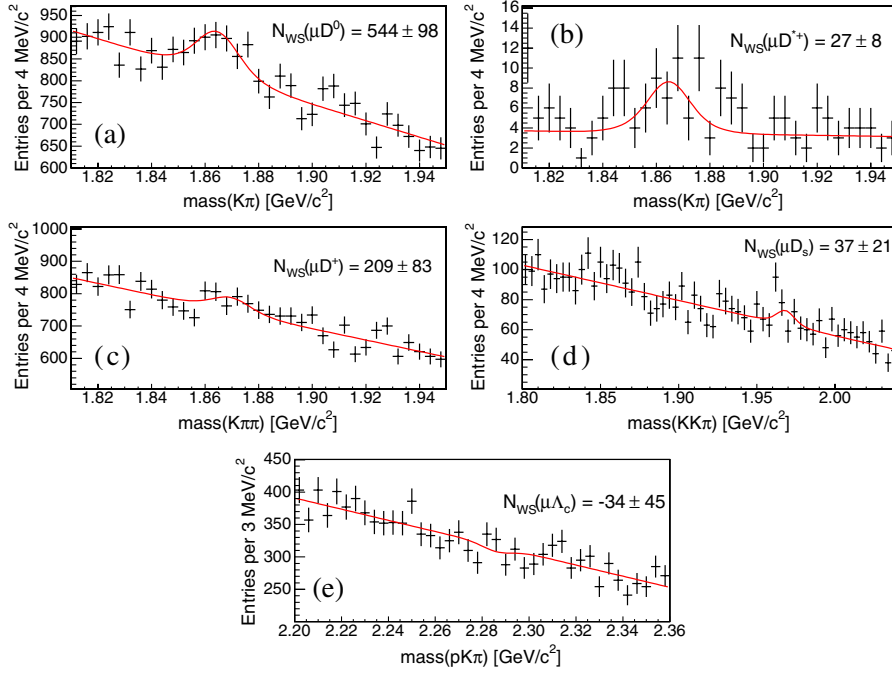 Entries per 4 MeV/c²
950
900
850
800
750
700
650
600
N_WS(μD⁰) = 544 ± 98
(a)
1.82 1.84 1.86 1.88 1.90 1.92 1.94
mass(Kπ) [GeV/c²]
Entries per 4 MeV/c²
16
14
12
10
8
6
4
2
0
(b)
N_WS(μD*⁺) = 27 ± 8
1.82 1.84 1.86 1.88 1.90 1.92 1.94
mass(Kπ) [GeV/c²]
Entries per 4 MeV/c²
1000
900
800
700
600
N_WS(μD⁺) = 209 ± 83
(c)
1.82 1.84 1.86 1.88 1.90 1.92 1.94
mass(Kππ) [GeV/c²]
Entries per 4 MeV/c²
140
120
100
80
60
40
N_WS(μD_s) = 37 ± 21
(d)
1.80 1.85 1.90 1.95 2.00
mass(KKπ) [GeV/c²]
Entries per 3 MeV/c²
450
400
350
300
250
N_WS(μΛ_c) = -34 ± 45
(e)
2.20 2.22 2.24 2.26 2.28 2.30 2.32 2.34 2.36
mass(pKπ) [GeV/c²]